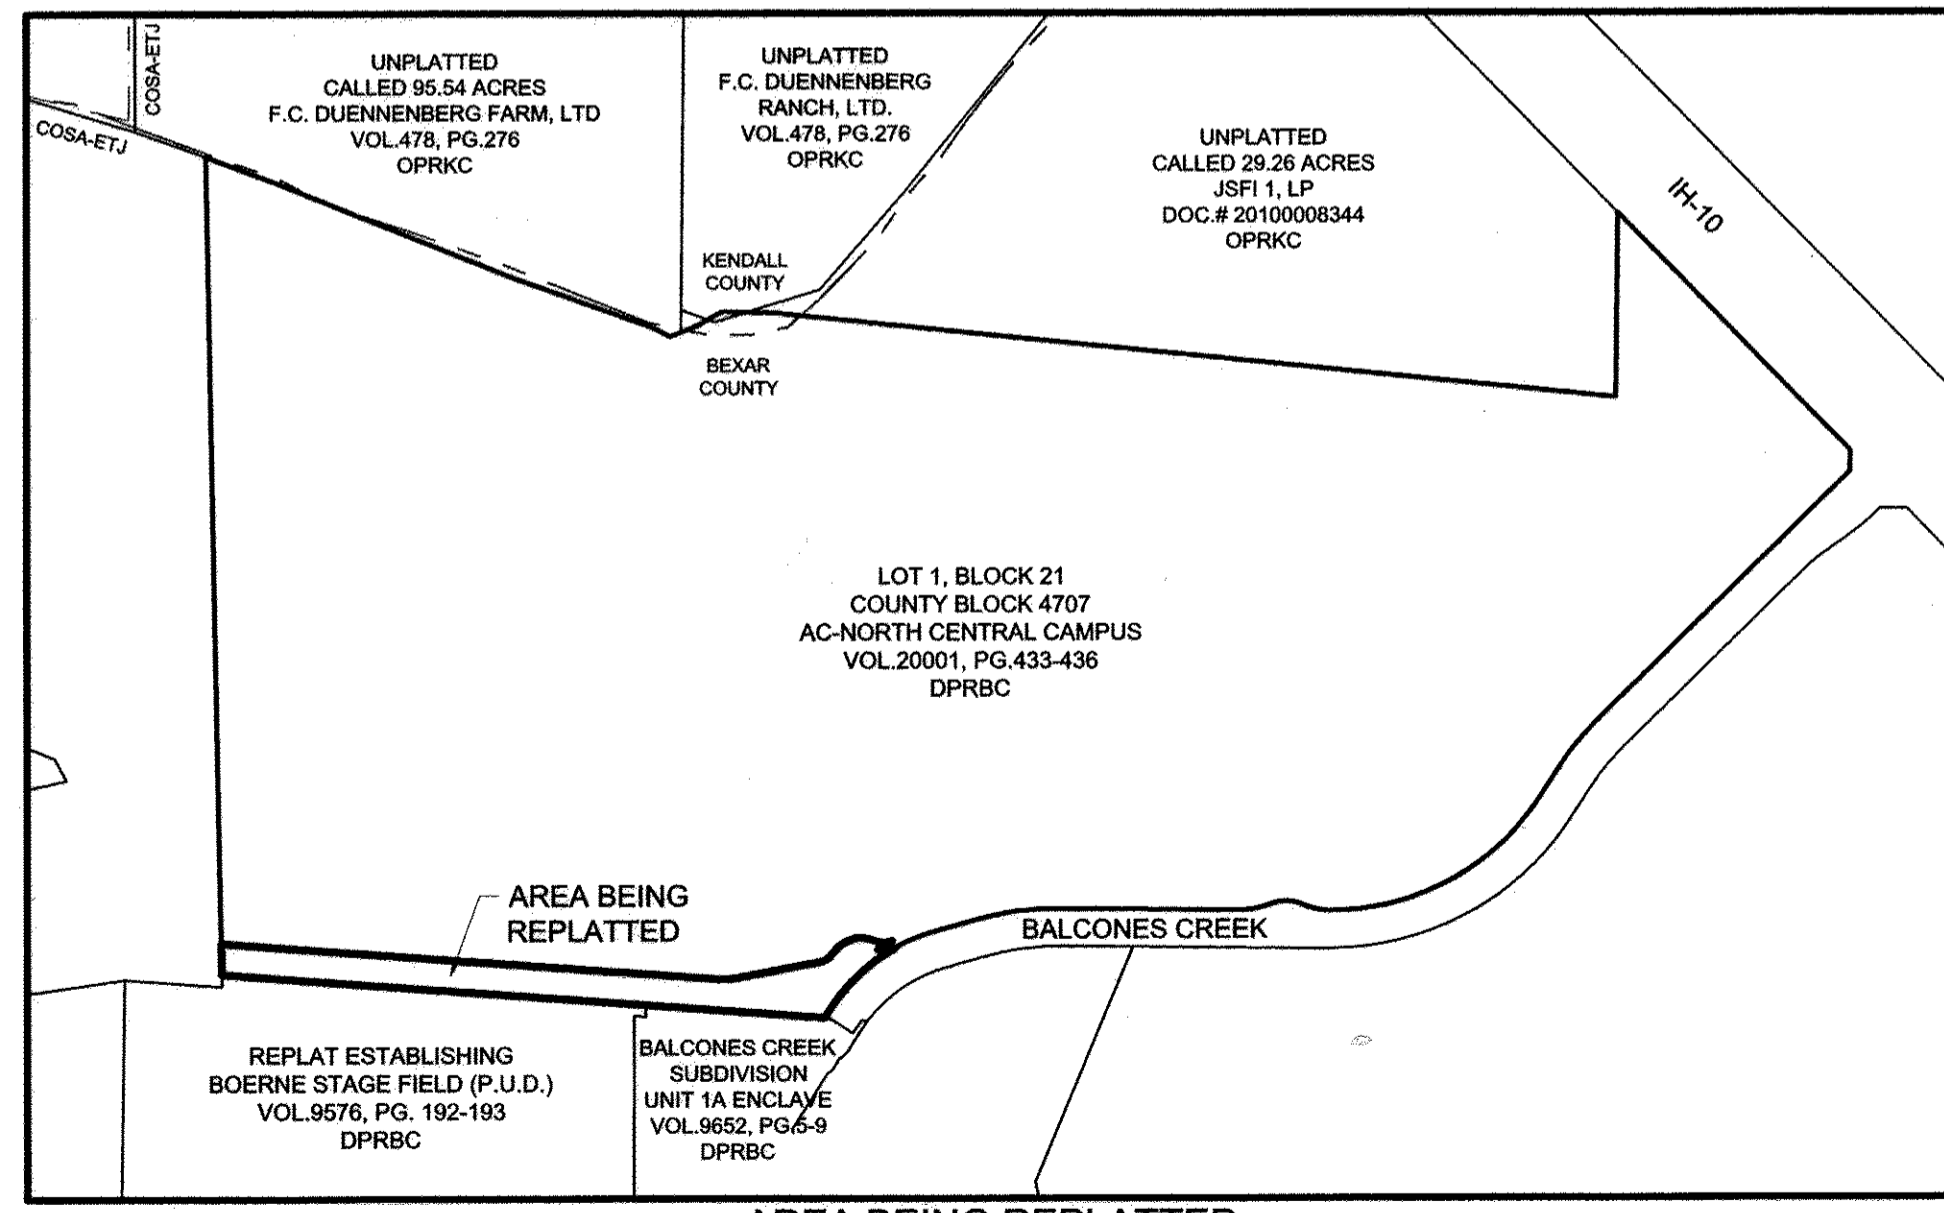 COSA-ETJ
COSA-ETJ
UNPLATTED
CALLED 95.54 ACRES
F.C. DUENNENBERG FARM, LTD
VOL.478, PG.276
OPRKC
UNPLATTED
F.C. DUENNENBERG
RANCH, LTD.
VOL.478, PG.276
OPRKC
UNPLATTED
CALLED 29.26 ACRES
JSFI 1, LP
DOC.# 20100008344
OPRKC
IH-10
KENDALL
COUNTY
BEXAR
COUNTY
LOT 1, BLOCK 21
COUNTY BLOCK 4707
AC-NORTH CENTRAL CAMPUS
VOL.20001, PG.433-436
DPRBC
AREA BEING
REPLATTED
BALCONES CREEK
REPLAT ESTABLISHING
BOERNE STAGE FIELD (P.U.D.)
VOL.9576, PG. 192-193
DPRBC
BALCONES CREEK
SUBDIVISION
UNIT 1A ENCLAVE
VOL.9652, PG.5-9
DPRBC
AREA BEING REPLATTED